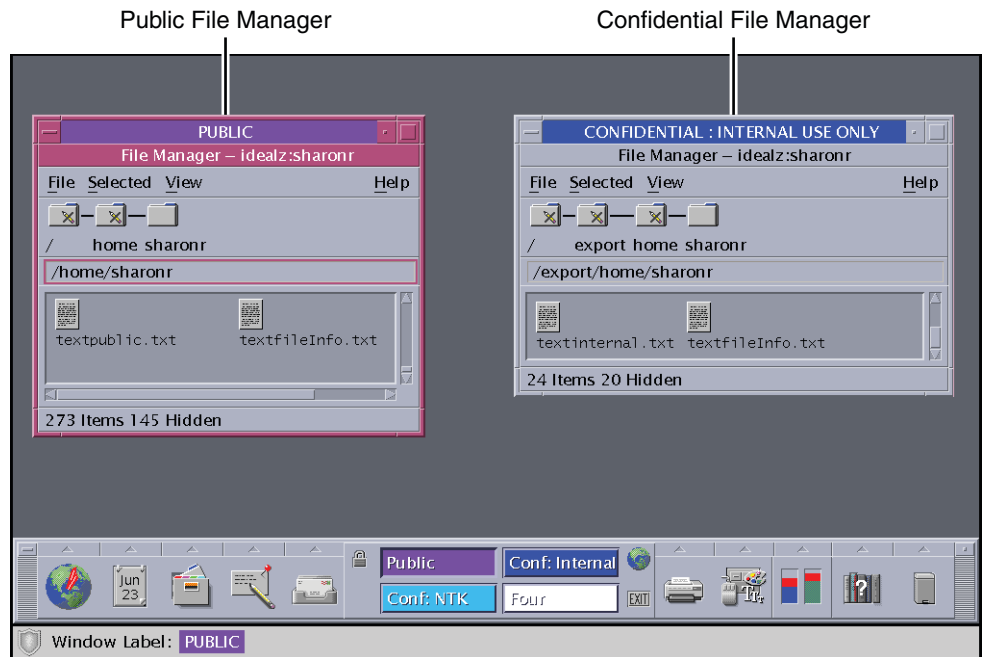 Public File Manager
Confidential File Manager
PUBLIC
File Manager – idealz:sharonr
File Selected View Help
/ home sharonr
/home/sharonr
textpublic.txt textfileInfo.txt
273 Items 145 Hidden
CONFIDENTIAL : INTERNAL USE ONLY
File Manager – idealz:sharonr
File Selected View Help
/ export home sharonr
/export/home/sharonr
textinternal.txt textfileInfo.txt
24 Items 20 Hidden
Jun
23
Public
Conf: Internal
Conf: NTK
Four
EXIT
?
Window Label: PUBLIC